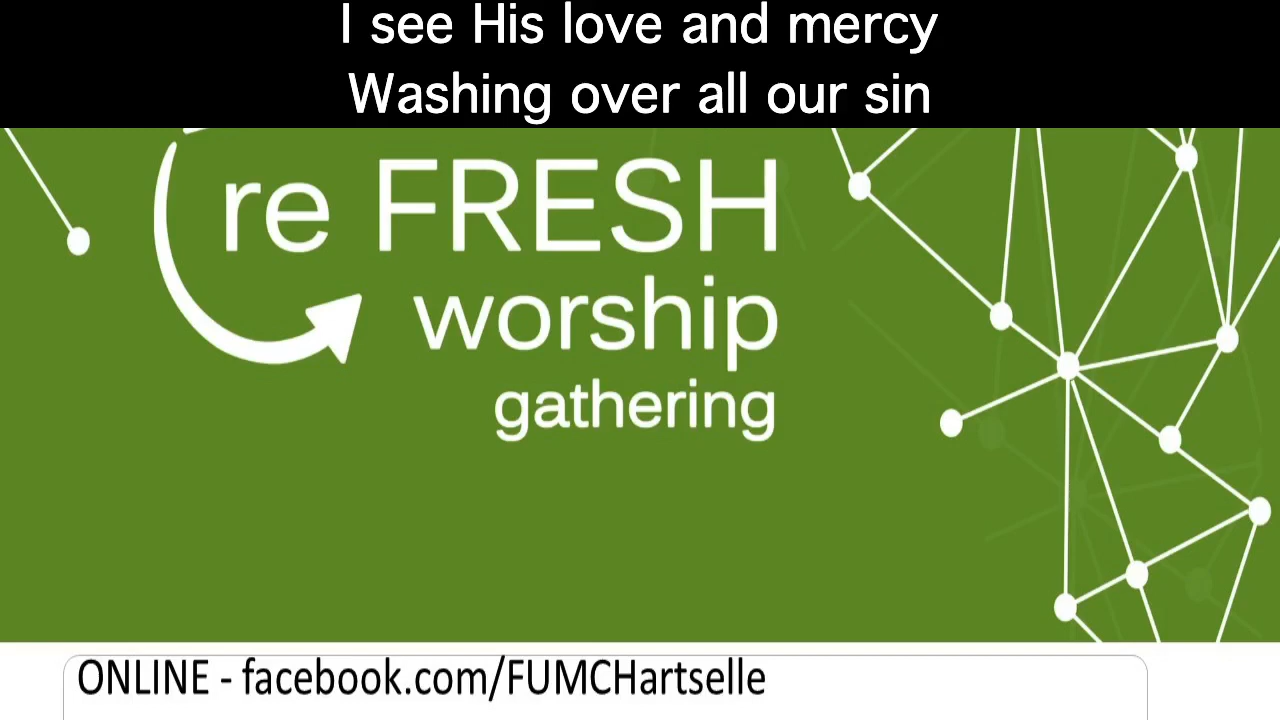 I see His love and mercy
Washing over all our sin
re FRESH
worship
gathering
ONLINE - facebook.com/FUMCHartselle